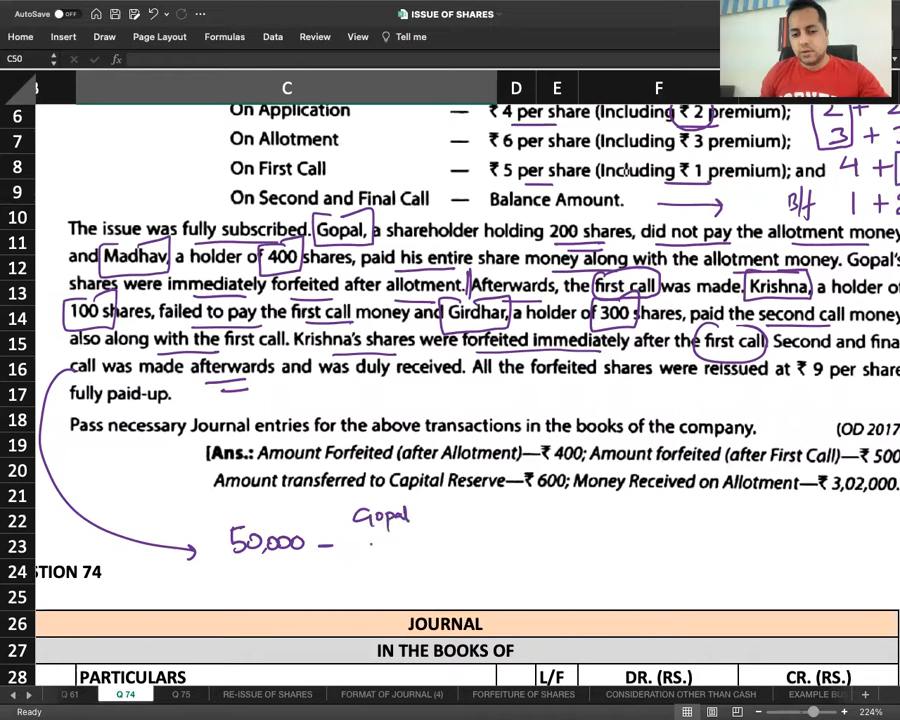 AutoSave OFF ISSUE OF SHARES
Home Insert Draw Page Layout Formulas Data Review View Tell me
C50 fx
C D E F
6 On Application — ₹ 4 per share (Including ₹ 2 premium);
7 On Allotment — ₹ 6 per share (Including ₹ 3 premium); 3 +
8 On First Call — ₹ 5 per share (Including ₹ 1 premium); and 4 +
9 On Second and Final Call — Balance Amount. B/f 1 + 2
10 The issue was fully subscribed. Gopal, a shareholder holding 200 shares, did not pay the allotment money
11 and Madhav, a holder of 400 shares, paid his entire share money along with the allotment money. Gopal's
12 shares were immediately forfeited after allotment. Afterwards, the first call was made. Krishna, a holder of
13 100 shares, failed to pay the first call money and Girdhar, a holder of 300 shares, paid the second call money
14 also along with the first call. Krishna's shares were forfeited immediately after the first call Second and fina
15 call was made afterwards and was duly received. All the forfeited shares were reissued at ₹ 9 per share
16 fully paid-up.
17
18 Pass necessary Journal entries for the above transactions in the books of the company. (OD 2017
19 [Ans.: Amount Forfeited (after Allotment)—₹ 400; Amount forfeited (after First Call)—₹ 500
20 Amount transferred to Capital Reserve—₹ 600; Money Received on Allotment—₹ 3,02,000.
21
22 Gopal
23 50,000 –
24 STION 74
25
26 JOURNAL
27 IN THE BOOKS OF
28 PARTICULARS L/F DR. (RS.) CR. (RS.)
Q 61 Q 74 Q 75 RE-ISSUE OF SHARES FORMAT OF JOURNAL (4) FORFEITURE OF SHARES CONSIDERATION OTHER THAN CASH EXAMPLE
Ready 224%